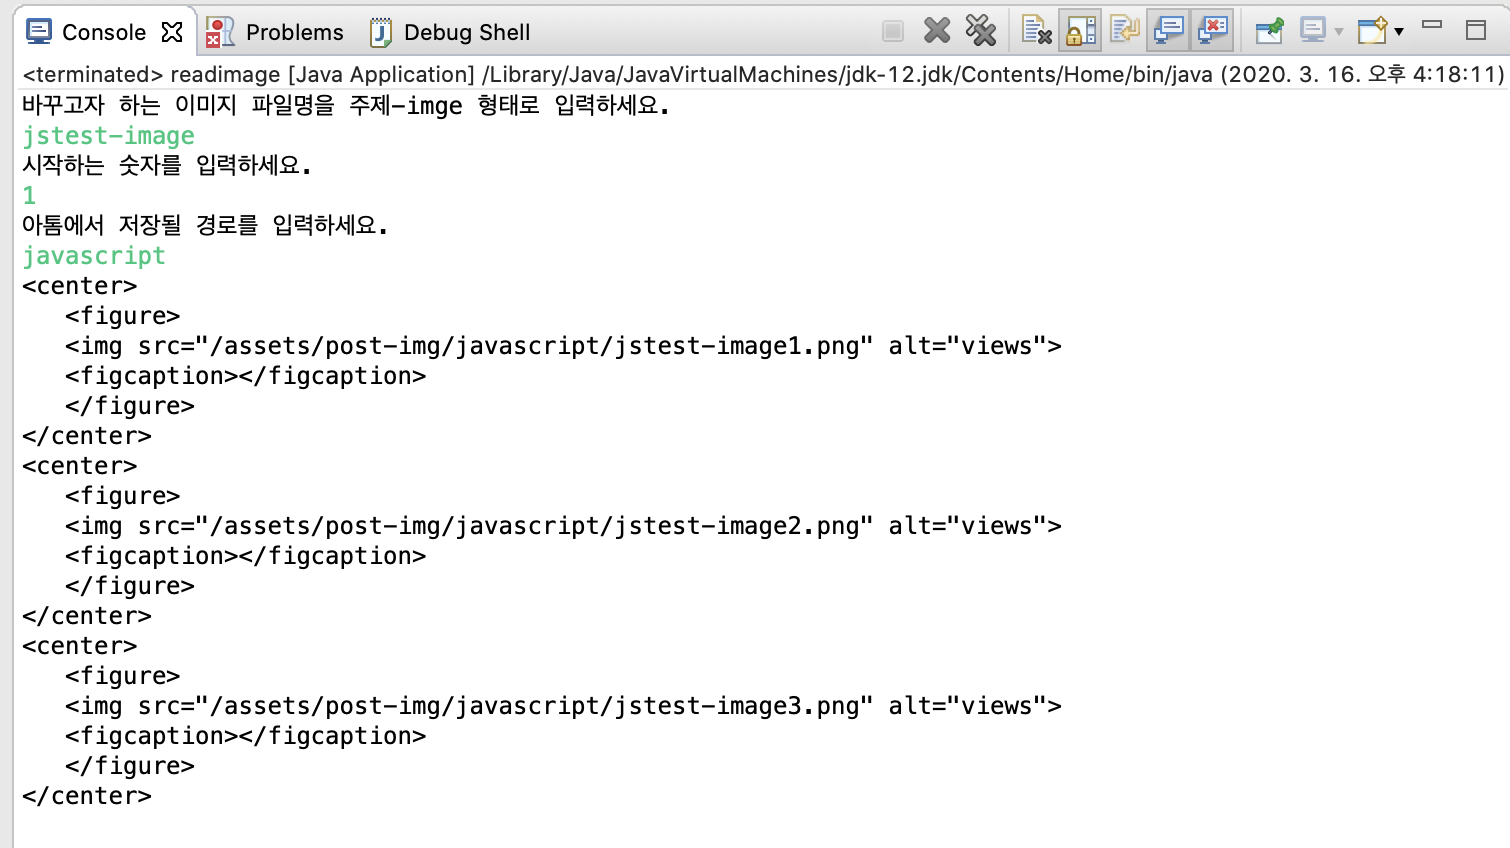 Console Problems Debug Shell
<terminated> readimage [Java Application] /Library/Java/JavaVirtualMachines/jdk-12.jdk/Contents/Home/bin/java (2020. 3. 16. 오후 4:18:11)
바꾸고자 하는 이미지 파일명을 주제-imge 형태로 입력하세요.
jstest-image
시작하는 숫자를 입력하세요.
1
아톰에서 저장될 경로를 입력하세요.
javascript
<center>
   <figure>
   <img src="/assets/post-img/javascript/jstest-image1.png" alt="views">
   <figcaption></figcaption>
   </figure>
</center>
<center>
   <figure>
   <img src="/assets/post-img/javascript/jstest-image2.png" alt="views">
   <figcaption></figcaption>
   </figure>
</center>
<center>
   <figure>
   <img src="/assets/post-img/javascript/jstest-image3.png" alt="views">
   <figcaption></figcaption>
   </figure>
</center>